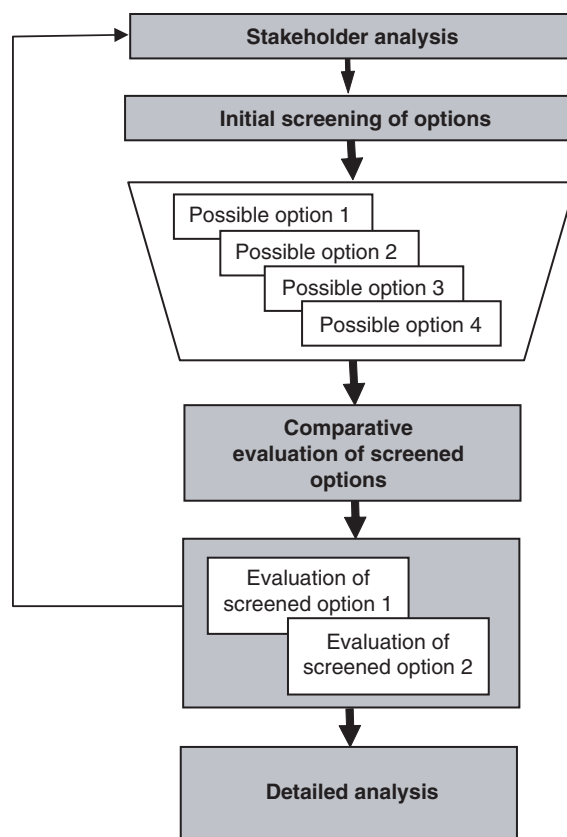 Stakeholder analysis
Initial screening of options
Possible option 1
Possible option 2
Possible option 3
Possible option 4
Comparative
evaluation of screened
options
Evaluation of
screened option 1
Evaluation of
screened option 2
Detailed analysis